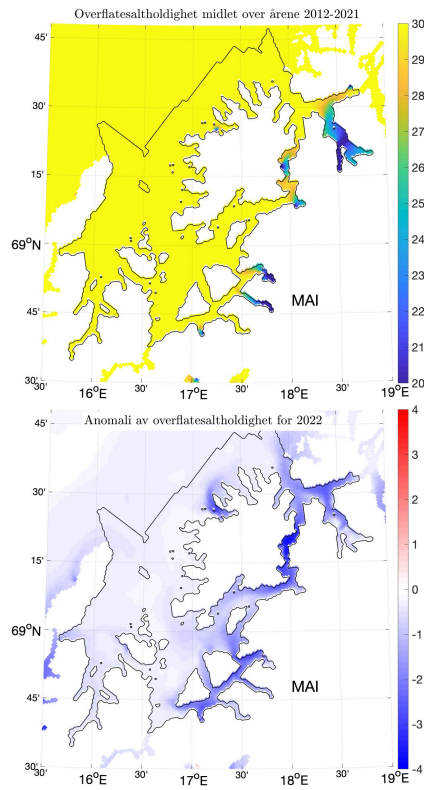 Overflatesaltholdighet midlet over årene 2012-2021
45'
30'
15'
69°N
45'
30'
30'
16°E
30'
17°E
30'
18°E
30'
19°E
MAI
30
29
28
27
26
25
24
23
22
21
20
Anomali av overflatesaltholdighet for 2022
45'
30'
15'
69°N
45'
30'
30'
16°E
30'
17°E
30'
18°E
30'
19°E
MAI
4
3
2
1
0
-1
-2
-3
-4